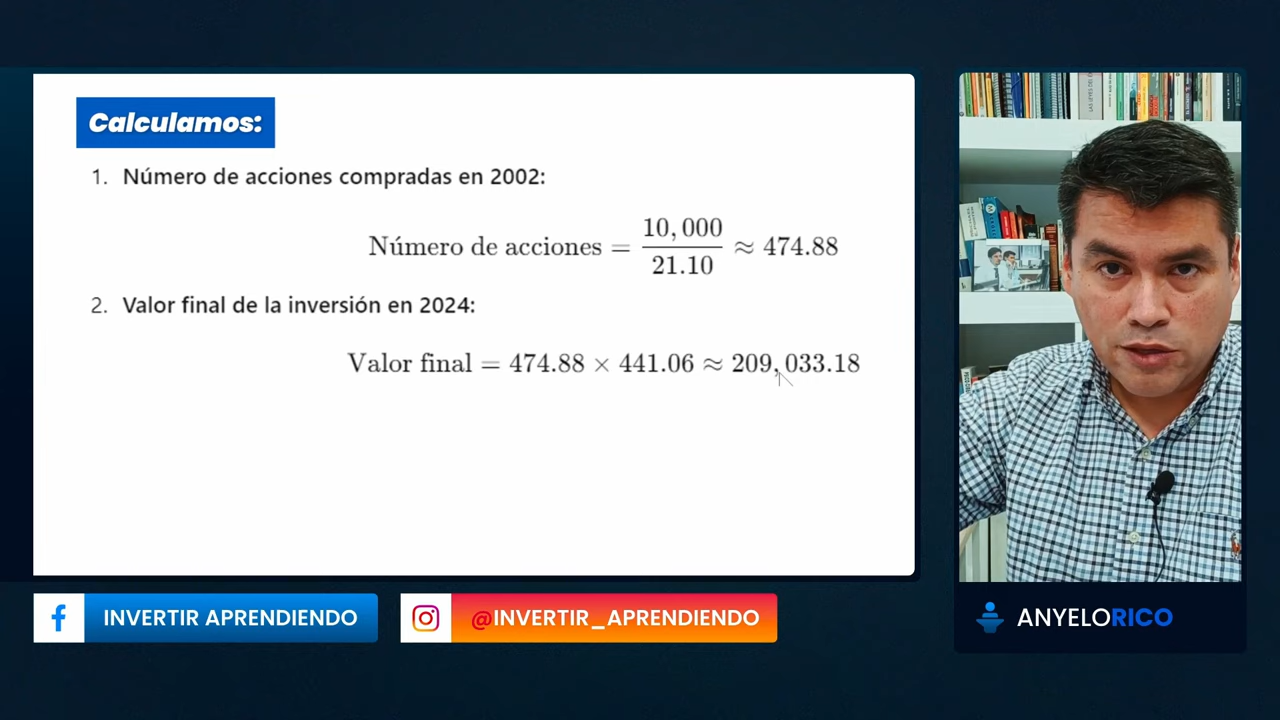 Calculamos:
1. Número de acciones compradas en 2002:
Número de acciones = 10,000 / 21.10 ≈ 474.88
2. Valor final de la inversión en 2024:
Valor final = 474.88 × 441.06 ≈ 209,033.18
INVERTIR APRENDIENDO
@INVERTIR_APRENDIENDO
ANYELORICO